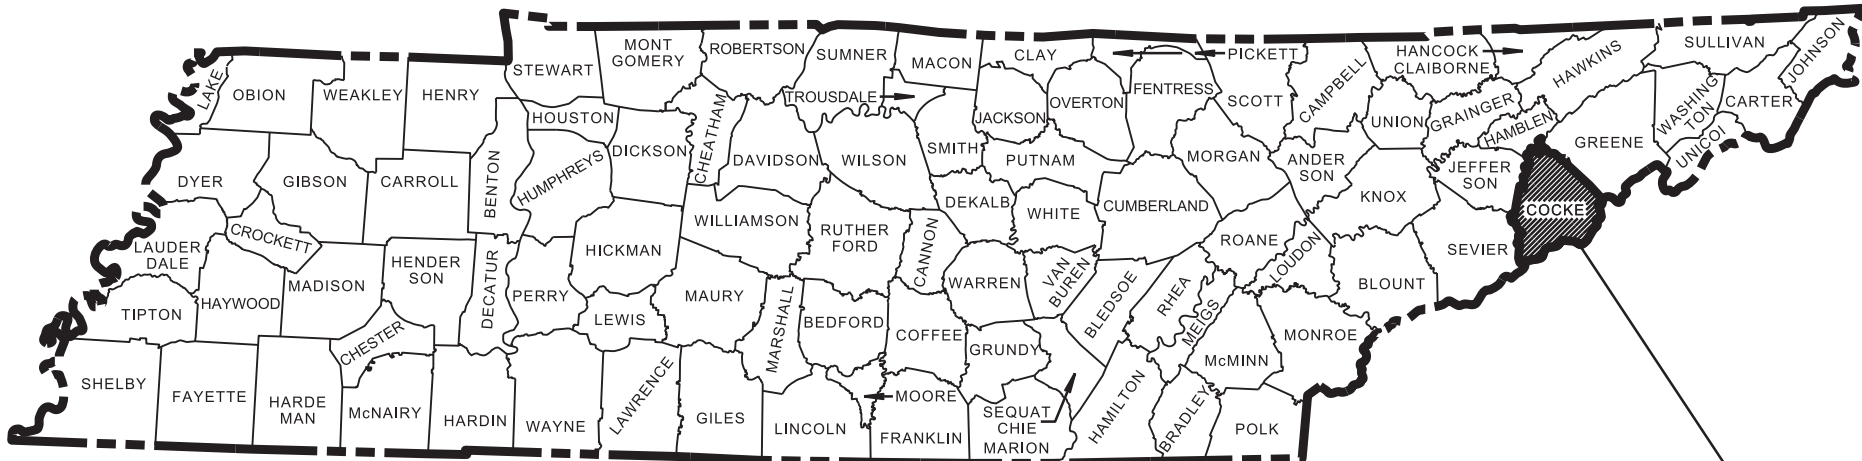 LAKE
OBION
WEAKLEY
HENRY
STEWART
MONT
GOMERY
ROBERTSON
SUMNER
MACON
CLAY
PICKETT
HANCOCK
CLAIBORNE
HAWKINS
SULLIVAN
JOHNSON
TROUSDALE
HOUSTON
DICKSON
CHEATHAM
DAVIDSON
WILSON
SMITH
JACKSON
OVERTON
FENTRESS
SCOTT
CAMPBELL
UNION
GRAINGER
HAMBLEN
GREENE
WASHING
TON
CARTER
UNICOI
DYER
GIBSON
CARROLL
BENTON
HUMPHREYS
PUTNAM
MORGAN
ANDER
SON
KNOX
JEFFER
SON
COCKE
CROCKETT
WILLIAMSON
RUTHER
FORD
CANNON
DEKALB
WHITE
CUMBERLAND
ROANE
LOUDON
SEVIER
BLOUNT
LAUDER
DALE
HAYWOOD
MADISON
HENDER
SON
DECATUR
PERRY
HICKMAN
LEWIS
MAURY
MARSHALL
BEDFORD
COFFEE
WARREN
VAN
BUREN
BLEDSOE
RHEA
MEIGS
MONROE
TIPTON
CHESTER
GRUNDY
McMINN
SHELBY
FAYETTE
HARDE
MAN
McNAIRY
HARDIN
WAYNE
LAWRENCE
GILES
LINCOLN
MOORE
FRANKLIN
SEQUAT
CHIE
MARION
HAMILTON
BRADLEY
POLK